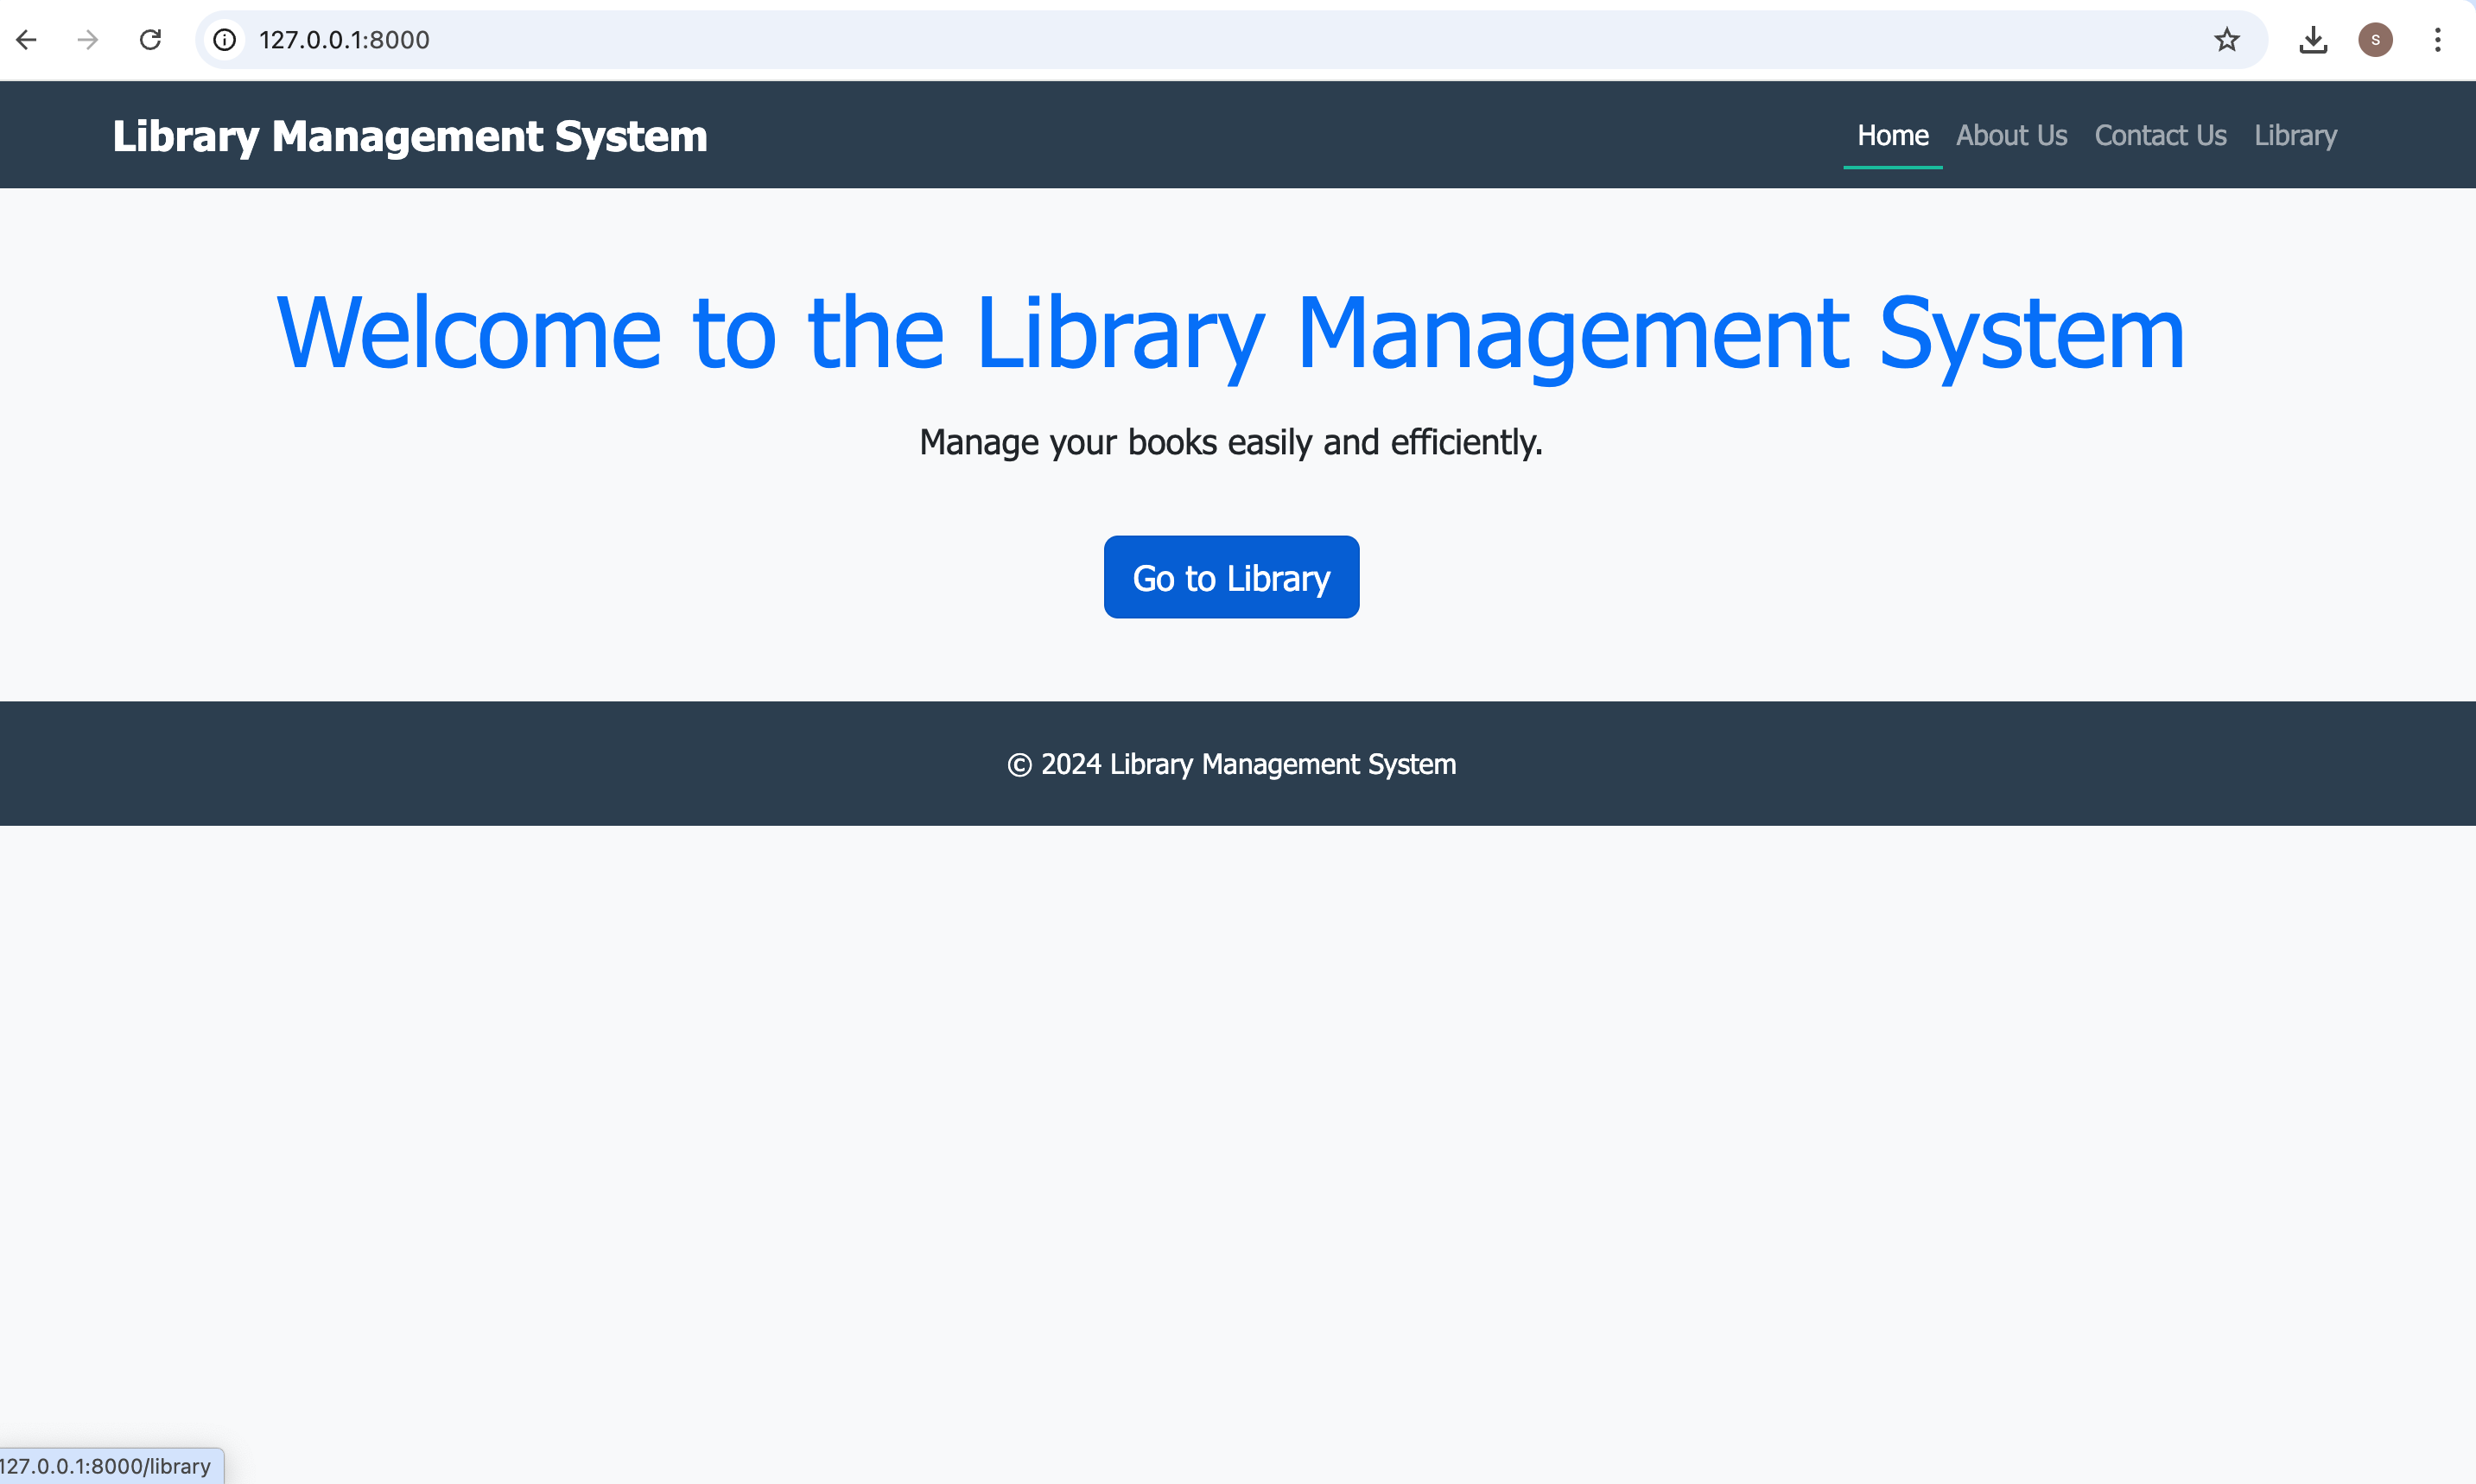 127.0.0.1:8000
S
Library Management System
Home About Us Contact Us Library
Welcome to the Library Management System
Manage your books easily and efficiently.
Go to Library
© 2024 Library Management System
127.0.0.1:8000/library